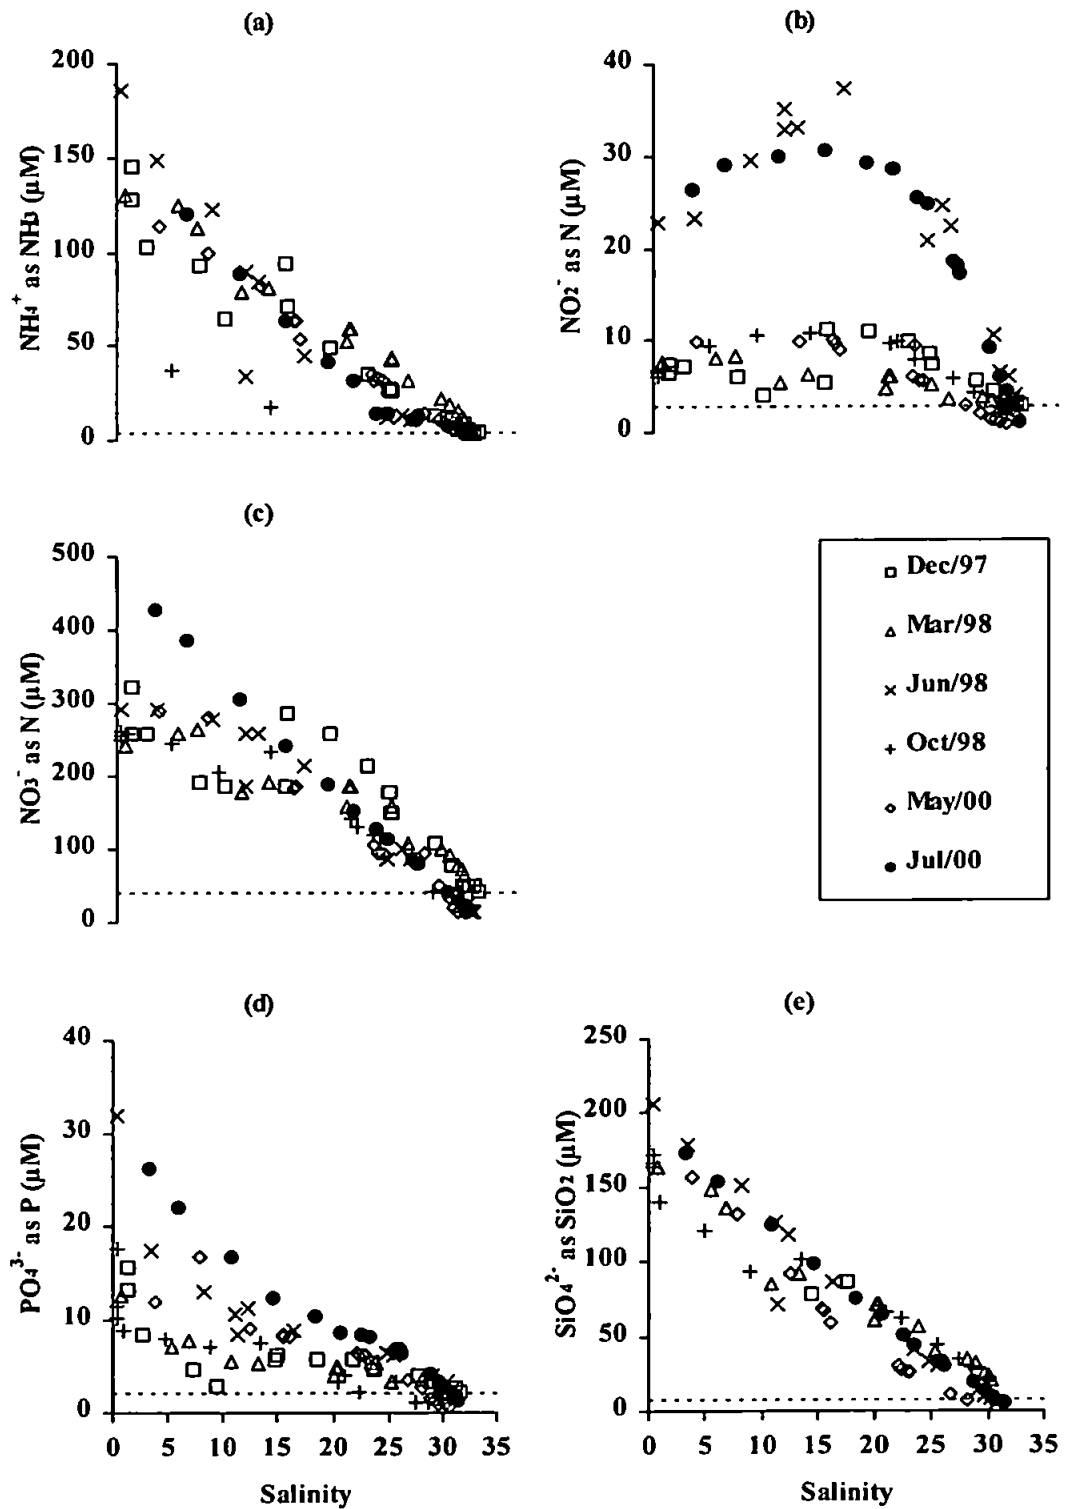 (a)
200
150
100
50
0
NH₄⁺ as NH₃ (µM)
(b)
40
30
20
10
0
NO₂⁻ as N (µM)
(c)
500
400
300
200
100
0
NO₃⁻ as N (µM)
Dec/97
Mar/98
Jun/98
Oct/98
May/00
Jul/00
(d)
40
30
20
10
0
PO₄³⁻ as P (µM)
0 5 10 15 20 25 30 35
Salinity
(e)
250
200
150
100
50
0
SiO₄²⁻ as SiO₂ (µM)
0 5 10 15 20 25 30 35
Salinity